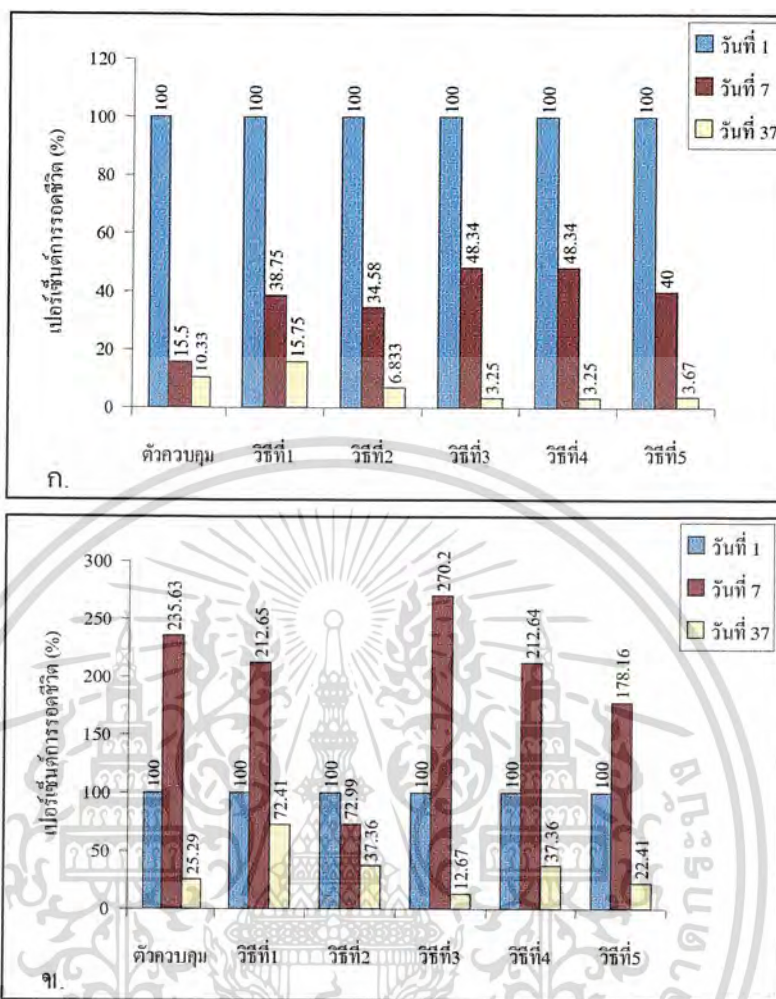 วันที่ 1
วันที่ 7
วันที่ 37
เปอร์เซ็นต์การรอดชีวิต (%)
120
100
80
60
40
20
0
100 15.5 10.33
100 38.75 15.75
100 34.58 6.833
100 48.34 3.25
100 48.34 3.25
100 40 3.67
ตัวควบคุม วิธีที่1 วิธีที่2 วิธีที่3 วิธีที่4 วิธีที่5
ก.
วันที่ 1
วันที่ 7
วันที่ 37
เปอร์เซ็นต์การรอดชีวิต (%)
300
250
200
150
100
50
0
100 235.63 25.29
100 212.65 72.41
100 72.99 37.36
100 270.2 12.67
100 212.64 37.36
100 178.16 22.41
ตัวควบคุม วิธีที่1 วิธีที่2 วิธีที่3 วิธีที่4 วิธีที่5
ข.